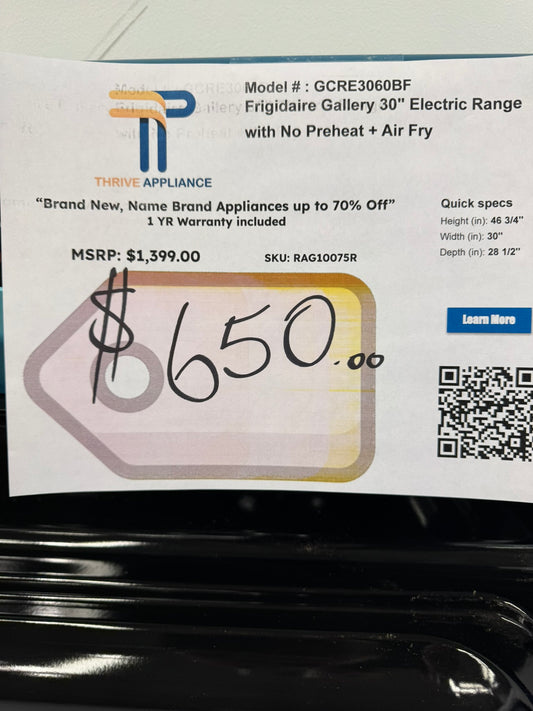 Model # : GCRE3060BF
Frigidaire Gallery 30" Electric Range
with No Preheat + Air Fry
TP
THRIVE APPLIANCE
“Brand New, Name Brand Appliances up to 70% Off”
1 YR Warranty included
Quick specs
Height (in): 46 3/4"
Width (in): 30"
Depth (in): 28 1/2"
MSRP: $1,399.00
SKU: RAG10075R
$650.00
Learn More